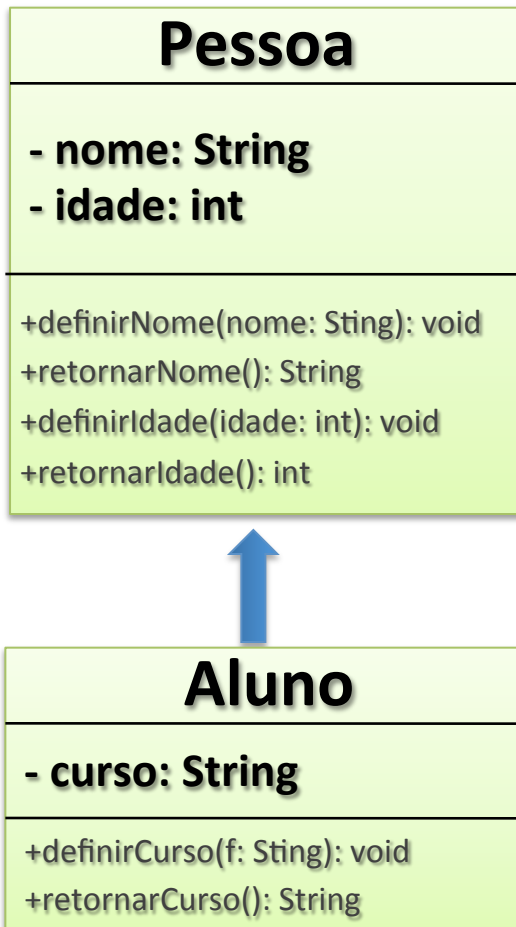 Pessoa
- nome: String
- idade: int
+definirNome(nome: Sting): void
+retornarNome(): String
+definirIdade(idade: int): void
+retornarIdade(): int
Aluno
- curso: String
+definirCurso(f: Sting): void
+retornarCurso(): String